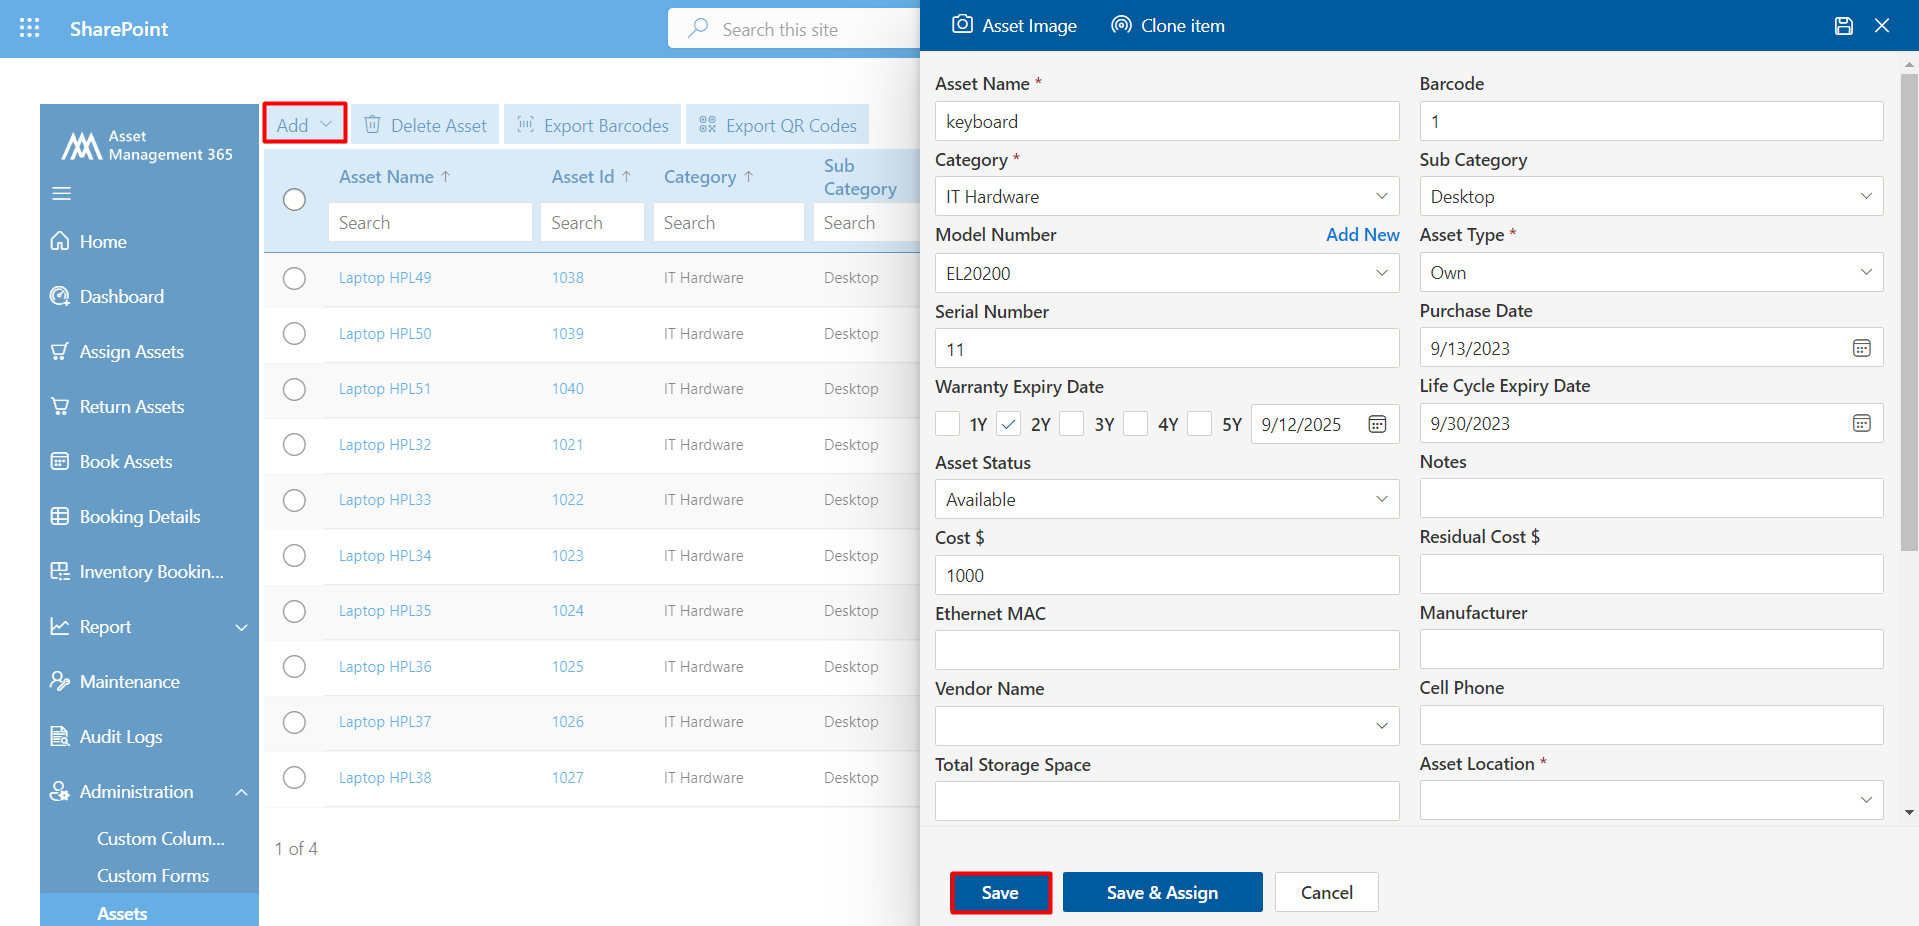 SharePoint
Search this site
Asset Image
Clone item
Asset
Management 365
Home
Dashboard
Assign Assets
Return Assets
Book Assets
Booking Details
Inventory Bookin...
Report
Maintenance
Audit Logs
Administration
Custom Colum...
Custom Forms
Assets
Add
Delete Asset
Export Barcodes
Export QR Codes
Asset Name ↑
Asset Id ↑
Category ↑
Sub
Category
Search
Search
Search
Search
Laptop HPL49 1038 IT Hardware Desktop
Laptop HPL50 1039 IT Hardware Desktop
Laptop HPL51 1040 IT Hardware Desktop
Laptop HPL32 1021 IT Hardware Desktop
Laptop HPL33 1022 IT Hardware Desktop
Laptop HPL34 1023 IT Hardware Desktop
Laptop HPL35 1024 IT Hardware Desktop
Laptop HPL36 1025 IT Hardware Desktop
Laptop HPL37 1026 IT Hardware Desktop
Laptop HPL38 1027 IT Hardware Desktop
1 of 4
Asset Name *
keyboard
Barcode
1
Category *
IT Hardware
Sub Category
Desktop
Model Number
Add New
EL20200
Asset Type *
Own
Serial Number
11
Purchase Date
9/13/2023
Warranty Expiry Date
1Y 2Y 3Y 4Y 5Y 9/12/2025
Life Cycle Expiry Date
9/30/2023
Asset Status
Available
Notes
Cost $
1000
Residual Cost $
Ethernet MAC
Manufacturer
Vendor Name
Cell Phone
Total Storage Space
Asset Location *
Save
Save & Assign
Cancel